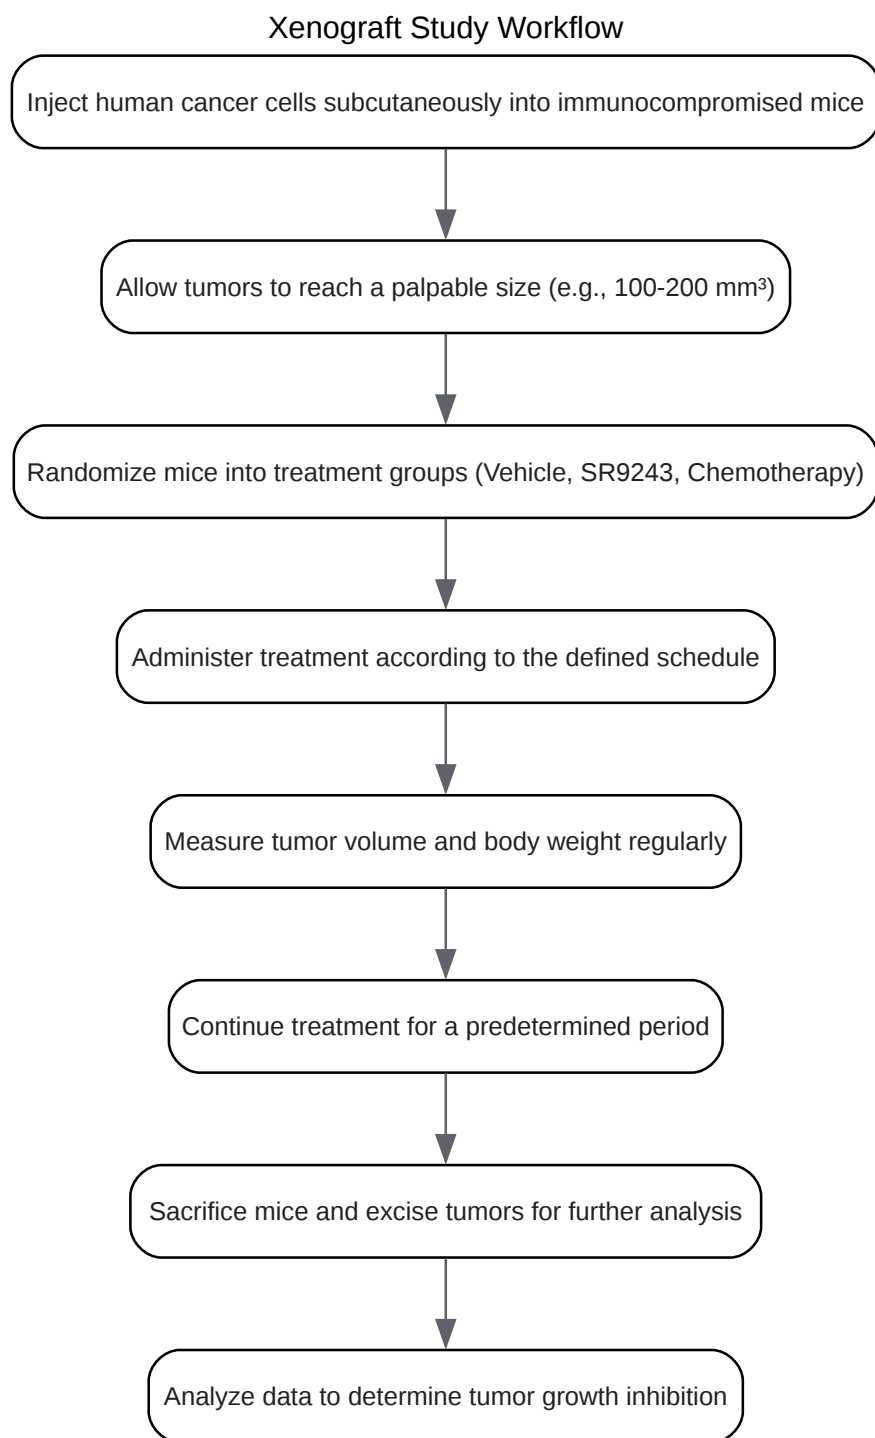 Xenograft Study Workflow
Inject human cancer cells subcutaneously into immunocompromised mice
Allow tumors to reach a palpable size (e.g., 100-200 mm³)
Randomize mice into treatment groups (Vehicle, SR9243, Chemotherapy)
Administer treatment according to the defined schedule
Measure tumor volume and body weight regularly
Continue treatment for a predetermined period
Sacrifice mice and excise tumors for further analysis
Analyze data to determine tumor growth inhibition